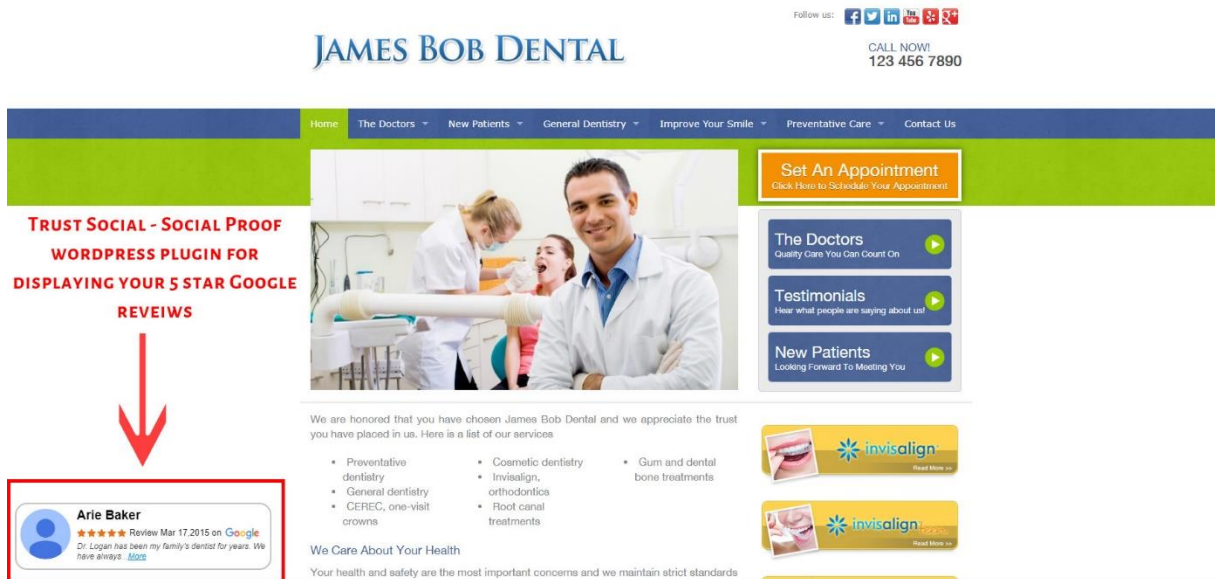 Follow us:
You
Tube
JAMES BOB DENTAL
CALL NOW!
123 456 7890
Home The Doctors New Patients General Dentistry Improve Your Smile Preventative Care Contact Us
Set An Appointment
Click Here to Schedule Your Appointment
TRUST SOCIAL - SOCIAL PROOF
WORDPRESS PLUGIN FOR
DISPLAYING YOUR 5 STAR GOOGLE
REVEIWS
The Doctors
Quality Care You Can Count On
Testimonials
Hear what people are saying about us!
New Patients
Looking Forward To Meeting You
We are honored that you have chosen James Bob Dental and we appreciate the trust
you have placed in us. Here is a list of our services
• Preventative
dentistry
• General dentistry
• CEREC, one-visit
crowns
• Cosmetic dentistry
• Invisalign,
orthodontics
• Root canal
treatments
• Gum and dental
bone treatments
invisalign
Read More >>
invisalign teen
Read More >>
Arie Baker
Review Mar 17,2015 on Google
Dr. Logan has been my family's dentist for years. We
have always...More
We Care About Your Health
Your health and safety are the most important concerns and we maintain strict standards